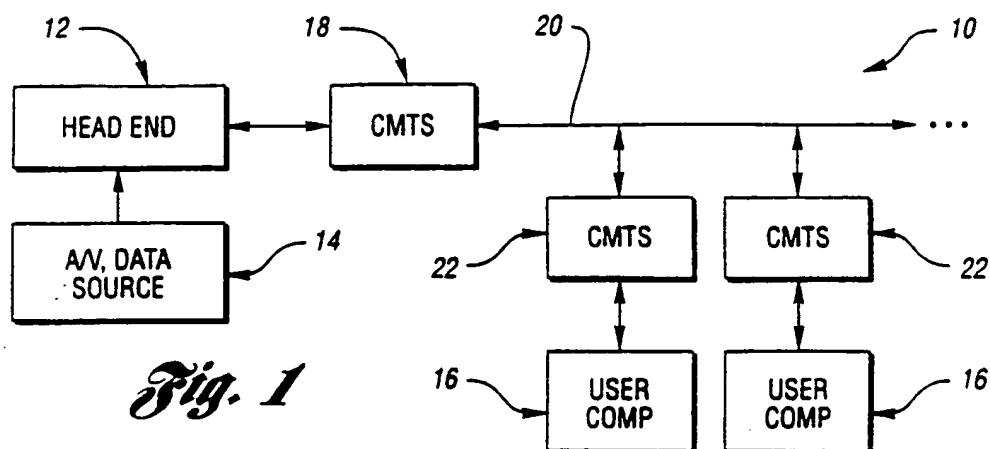 12
18
20
10
HEAD END
CMTS
...
A/V, DATA
SOURCE
14
22
CMTS
CMTS
22
Fig. 1
16
USER
COMP
USER
COMP
16